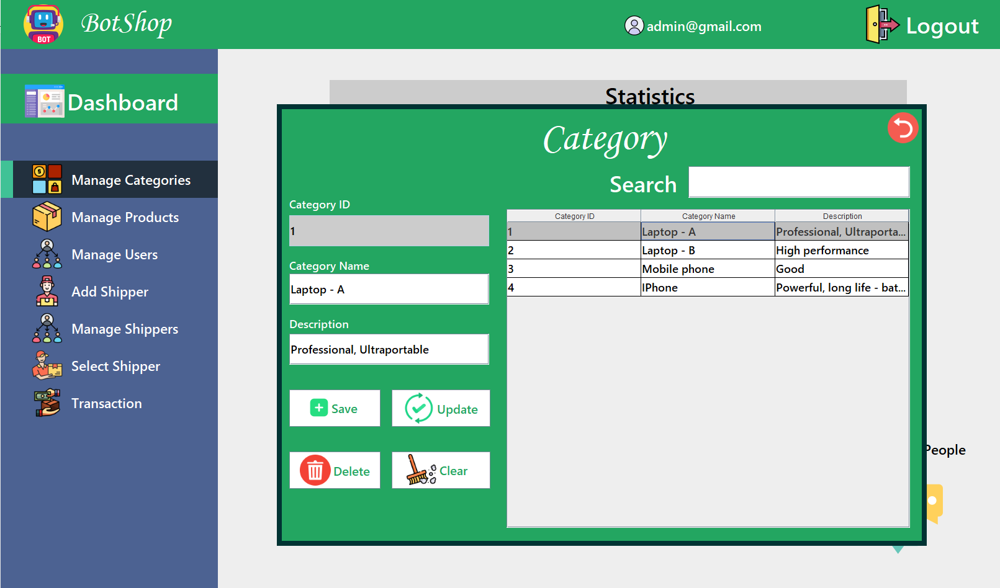 BOT
BotShop
admin@gmail.com
Logout
Dashboard
Manage Categories
Manage Products
Manage Users
Add Shipper
Manage Shippers
Select Shipper
Transaction
Statistics
Category
Search
Category ID
1
Category Name
Laptop - A
Description
Professional, Ultraportable
Save
Update
Delete
Clear
Category ID Category Name Description
1 Laptop - A Professional, Ultraporta...
2 Laptop - B High performance
3 Mobile phone Good
4 IPhone Powerful, long life - bat...
People